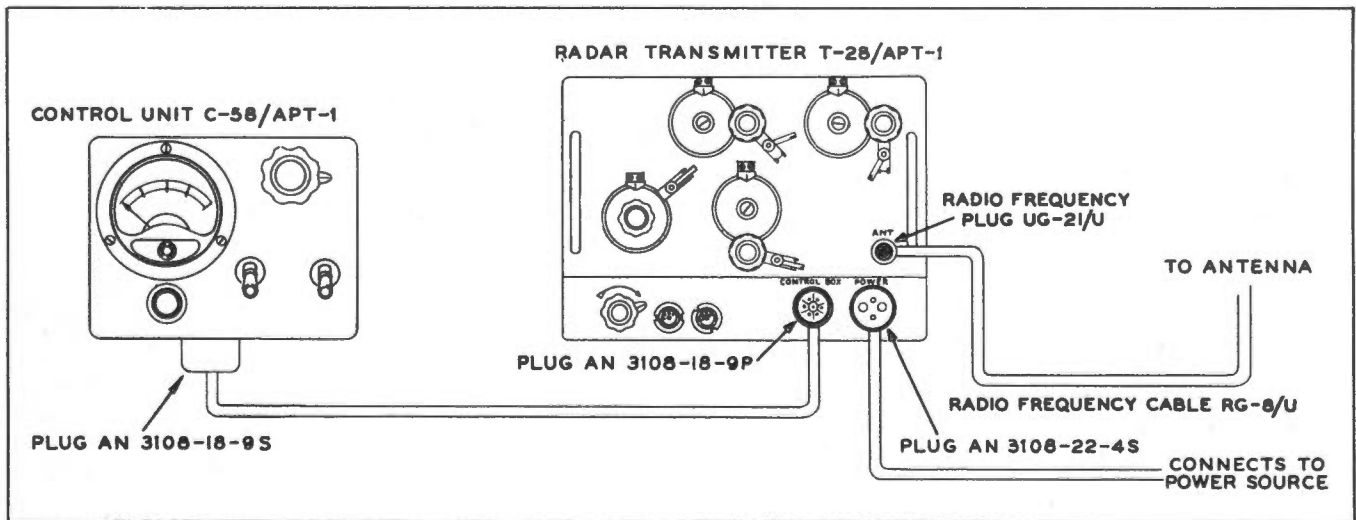 RADAR TRANSMITTER T-28/APT-1
CONTROL UNIT C-58/APT-1
RADIO FREQUENCY
PLUG UG-21/U
ANT
TO ANTENNA
CONTROL BOX
POWER
PLUG AN 3108-18-9P
RADIO FREQUENCY CABLE RG-8/U
PLUG AN 3108-18-9S
PLUG AN 3108-22-4S
CONNECTS TO
POWER SOURCE